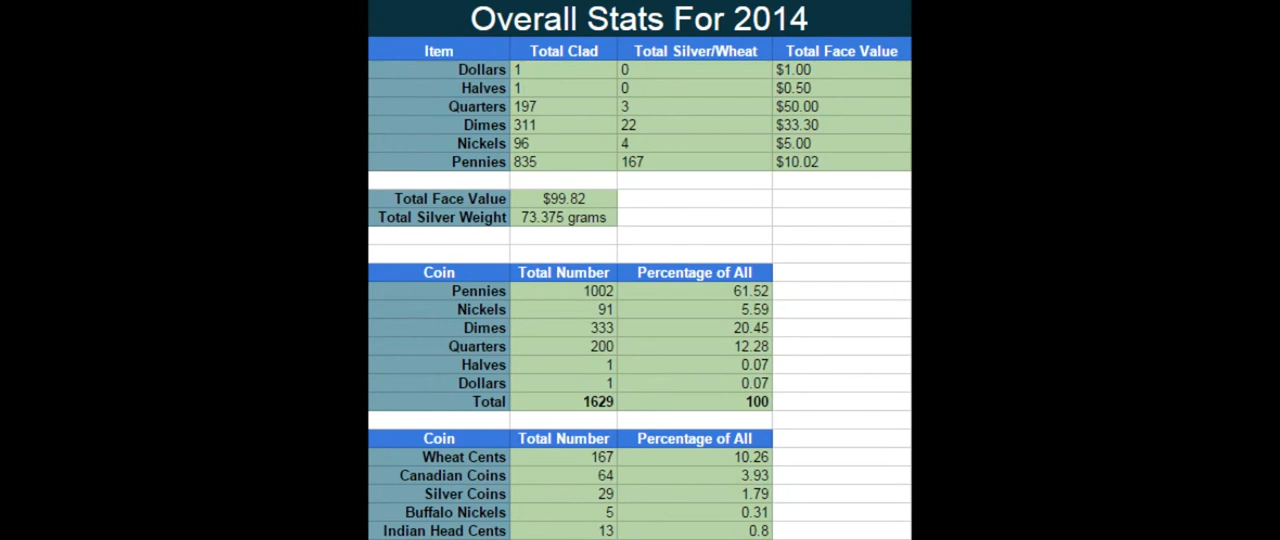 Overall Stats For 2014
Item Total Clad Total Silver/Wheat Total Face Value
Dollars 1 0 $1.00
Halves 1 0 $0.50
Quarters 197 3 $50.00
Dimes 311 22 $33.30
Nickels 96 4 $5.00
Pennies 835 167 $10.02
Total Face Value $99.82
Total Silver Weight 73.375 grams
Coin Total Number Percentage of All
Pennies 1002 61.52
Nickels 91 5.59
Dimes 333 20.45
Quarters 200 12.28
Halves 1 0.07
Dollars 1 0.07
Total 1629 100
Coin Total Number Percentage of All
Wheat Cents 167 10.26
Canadian Coins 64 3.93
Silver Coins 29 1.79
Buffalo Nickels 5 0.31
Indian Head Cents 13 0.8